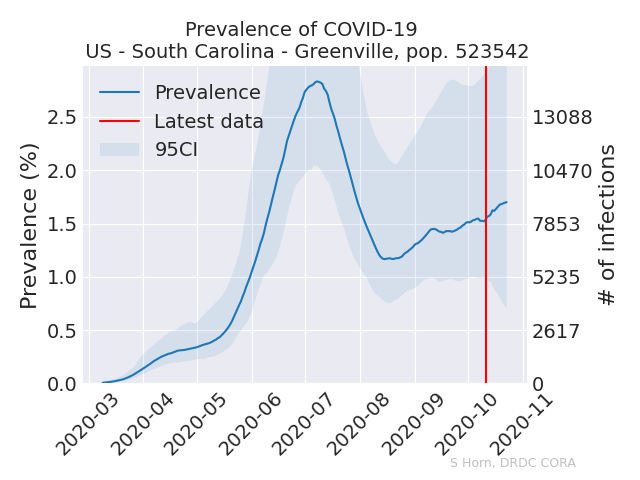 Prevalence of COVID-19
US - South Carolina - Greenville, pop. 523542
Prevalence
Latest data
95CI
Prevalence (%)
2.5
2.0
1.5
1.0
0.5
0.0
13088
10470
7853
5235
2617
0
# of infections
2020-03
2020-04
2020-05
2020-06
2020-07
2020-08
2020-09
2020-10
2020-11
S Horn, DRDC CORA